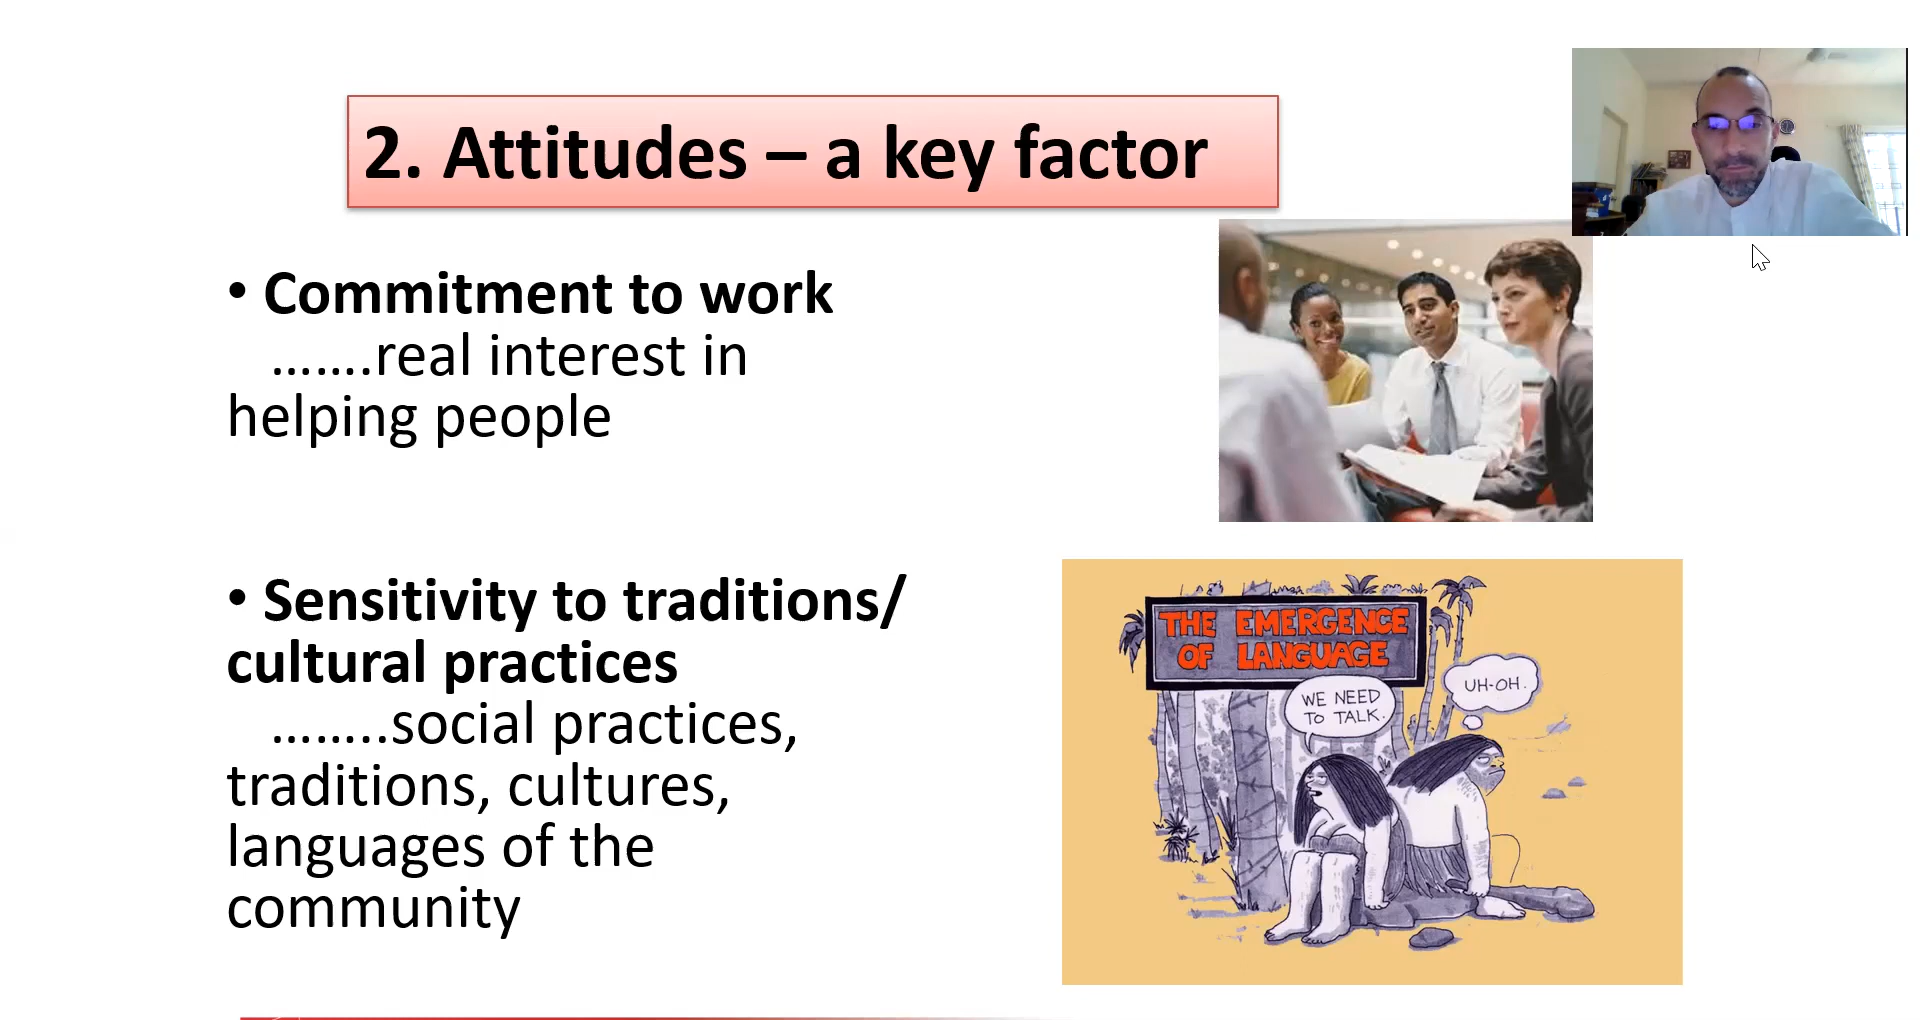 2. Attitudes – a key factor
• Commitment to work
…….real interest in
helping people
• Sensitivity to traditions/
cultural practices
……..social practices,
traditions, cultures,
languages of the
community
THE EMERGENCE
OF LANGUAGE
WE NEED
TO TALK.
UH-OH.